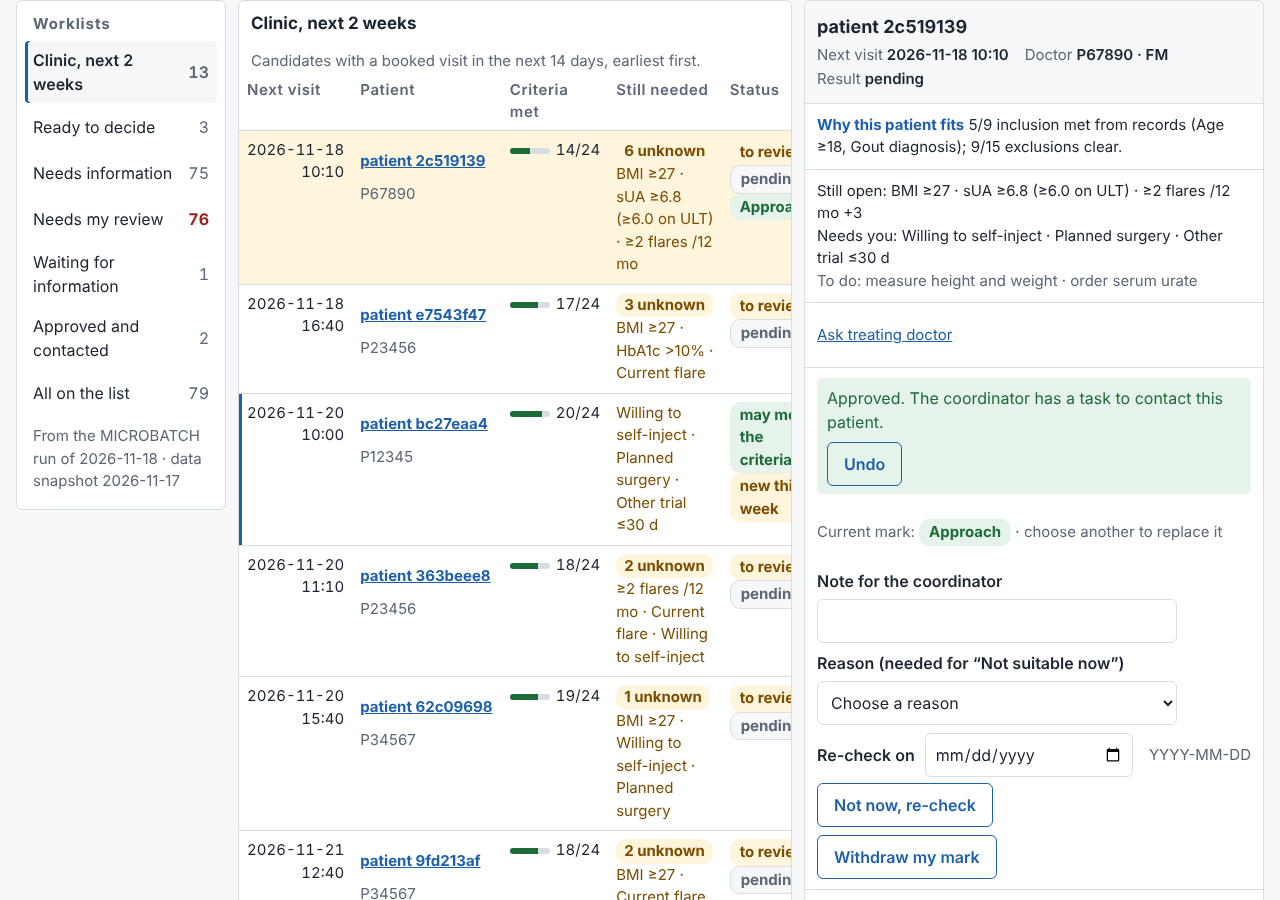 Worklists
Clinic, next 2
weeks
13
Ready to decide
3
Needs information
75
Needs my review
76
Waiting for
information
1
Approved and
contacted
2
All on the list
79
From the MICROBATCH
run of 2026-11-18 · data
snapshot 2026-11-17
Clinic, next 2 weeks
Candidates with a booked visit in the next 14 days, earliest first.
Next visit
Patient
Criteria
met
Still needed
Status
2026-11-18
10:10
patient 2c519139
P67890
14/24
6 unknown
BMI ≥27 ·
sUA ≥6.8
(≥6.0 on ULT)
· ≥2 flares /12
mo
2026-11-18
16:40
patient e7543f47
P23456
17/24
3 unknown
BMI ≥27 ·
HbA1c >10% ·
Current flare
2026-11-20
10:00
patient bc27eaa4
P12345
20/24
Willing to
self-inject ·
Planned
surgery ·
Other trial
≤30 d
may
the
criteria
new
week
2026-11-20
11:10
patient 363beee8
P23456
18/24
2 unknown
≥2 flares /12
mo · Current
flare · Willing
to self-inject
to
2026-11-20
15:40
patient 62c09698
P34567
19/24
1 unknown
BMI ≥27 ·
Willing to
self-inject ·
Planned
surgery
to
2026-11-21
12:40
patient 9fd213af
P34567
18/24
2 unknown
BMI ≥27 ·
Current flare
to
patient 2c519139
Next visit 2026-11-18 10:10 Doctor P67890 · FM
Result pending
Why this patient fits 5/9 inclusion met from records (Age
≥18, Gout diagnosis); 9/15 exclusions clear.
Still open: BMI ≥27 · sUA ≥6.8 (≥6.0 on ULT) · ≥2 flares /12
mo +3
Needs you: Willing to self-inject · Planned surgery · Other
trial ≤30 d
To do: measure height and weight · order serum urate
Ask treating doctor
Approved. The coordinator has a task to contact this
patient.
Undo
Current mark: Approach · choose another to replace it
Note for the coordinator
Reason (needed for “Not suitable now”)
Choose a reason
Re-check on
mm/dd/yyyy
YYYY-MM-DD
Not now, re-check
Withdraw my mark